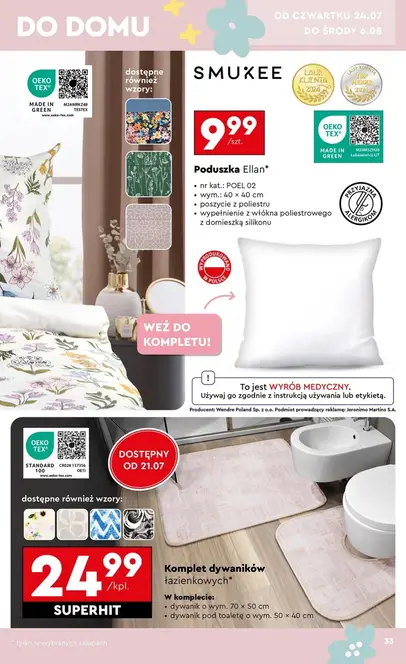 DO DOMU
OD CZWARTKU 24.07
DO ŚRODY 6.08
OEKO
TEX®
MADE IN
GREEN
TESTEX
www.oeko-tex.com
dostępne
również
wzory:
SMUKEE
9 99
/szt.
Poduszka Ellan*
• nr kat.: POEL 02
• wym.: 40 × 40 cm
• poszycie z poliestru
• wypełnienie z włókna poliestrowego
z domieszką silikonu
OEKO
TEX®
MADE IN
GREEN
PRZYJAZNA
ALERGIKOM
WYPRODUKOWANO
W POLSCE
WEŹ DO
KOMPLETU!
!
To jest WYRÓB MEDYCZNY.
Używaj go zgodnie z instrukcją używania lub etykietą.
Producent: Wendre Poland Sp. z o.o. Podmiot prowadzący reklamę: Jeronimo Martins S.A.
OEKO
TEX®
STANDARD
100
OETI
www.oeko-tex.com
DOSTĘPNY
OD 21.07
dostępne również wzory:
24 99
/kpl.
SUPERHIT
Komplet dywaników
łazienkowych*
W komplecie:
• dywanik o wym. 70 × 50 cm
• dywanik pod toaletę o wym. 50 × 40 cm
* tylko w wybranych sklepach
33